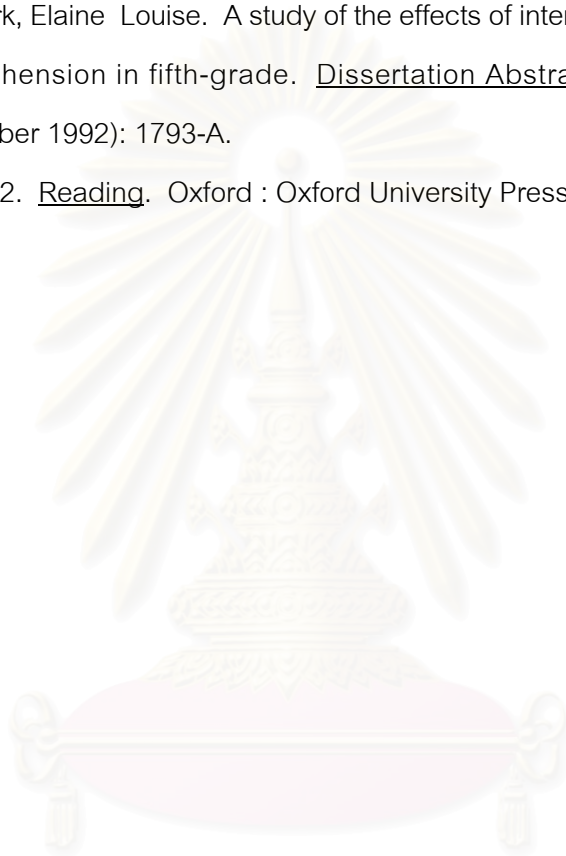 rk, Elaine Louise. A study of the effects of inter
hension in fifth-grade. Dissertation Abstra
ber 1992): 1793-A.
2. Reading. Oxford : Oxford University Press